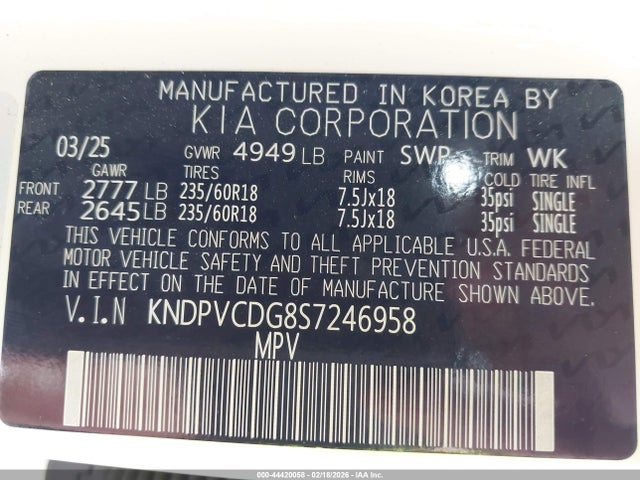 MANUFACTURED IN KOREA BY
KIA CORPORATION
03/25 GVWR 4949 LB PAINT SWP TRIM WK
GAWR TIRES RIMS COLD TIRE INFL
FRONT 2777 LB 235/60R18 7.5Jx18 35psi SINGLE
REAR 2645 LB 235/60R18 7.5Jx18 35psi SINGLE
THIS VEHICLE CONFORMS TO ALL APPLICABLE U.S.A. FEDERAL
MOTOR VEHICLE SAFETY AND THEFT PREVENTION STANDARDS
IN EFFECT ON THE DATE OF MANUFACTURE SHOWN ABOVE.
V.I.N KNDPVCDG8S7246958
MPV
000-44420058 - 02/18/2026 - IAAI, Inc.